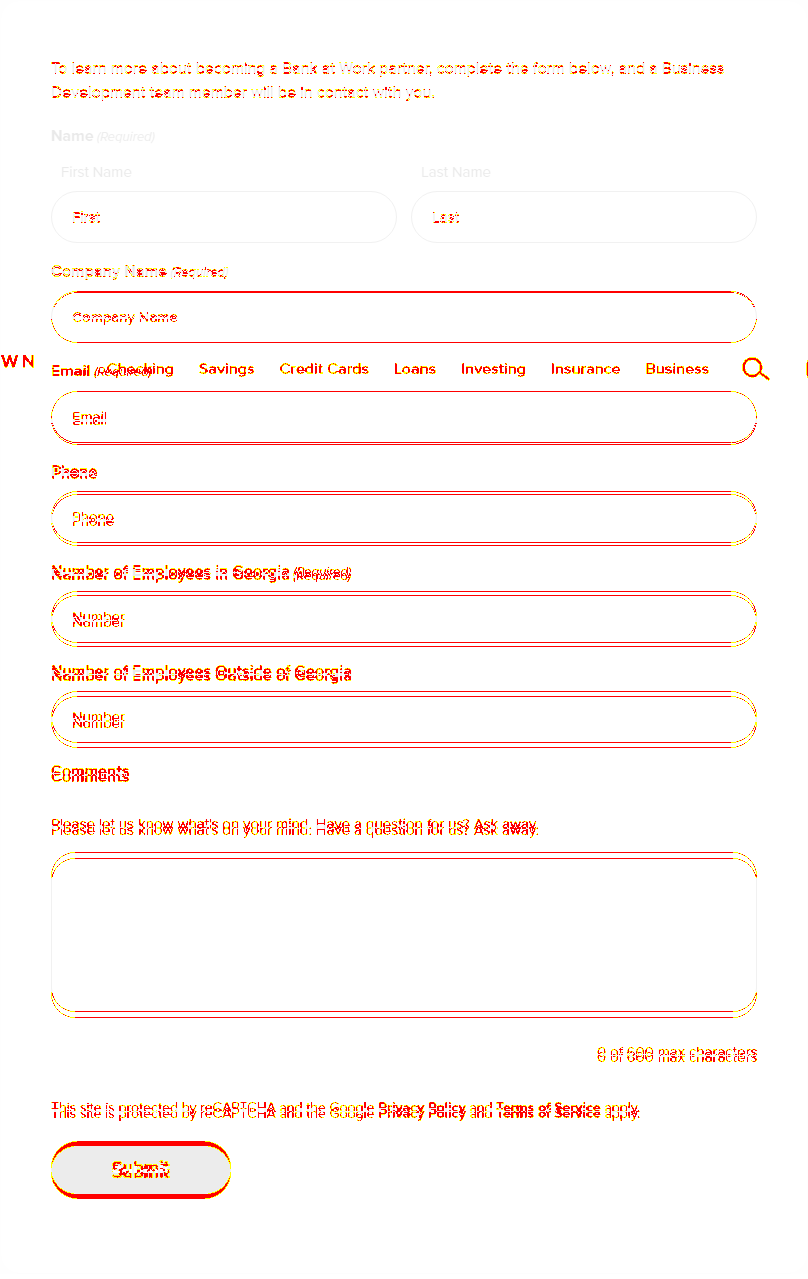 To learn more about becoming a Bank at Work partner, complete the form below, and a Business
Development team member will be in contact with you.
Name (Required)
First Name Last Name
First Last
Company Name (Required)
Company Name
WN Checking Savings Credit Cards Loans Investing Insurance Business
Email (Required)
Email
Phone
Phone
Number of Employees in Georgia (Required)
Number
Number of Employees Outside of Georgia
Number
Comments
Please let us know what's on your mind. Have a question for us? Ask away.
0 of 500 max characters
This site is protected by reCAPTCHA and the Google Privacy Policy and Terms of Service apply.
Submit